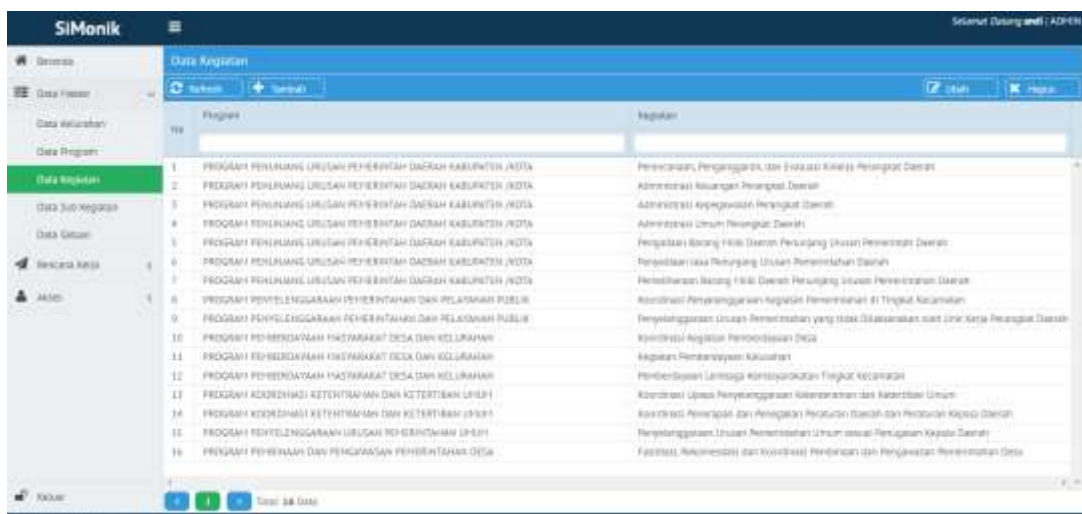 SiMonik
Selamat Datang andi | ADMIN
Beranda
Data Kegiatan
Data Master
Refresh
Tambah
Ubah
Hapus
Data Kelurahan
Data Program
Data Kegiatan
Data Sub Kegiatan
Data Satuan
Rencana Kerja
Akses
Keluar
No
Program
Kegiatan
1 PROGRAM PENUNJANG URUSAN PEMERINTAH DAERAH KABUPATEN /KOTA Perencanaan, Penganggaran, dan Evaluasi Kinerja Perangkat Daerah
2 PROGRAM PENUNJANG URUSAN PEMERINTAH DAERAH KABUPATEN /KOTA Administrasi Keuangan Perangkat Daerah
3 PROGRAM PENUNJANG URUSAN PEMERINTAH DAERAH KABUPATEN /KOTA Administrasi Kepegawaian Perangkat Daerah
4 PROGRAM PENUNJANG URUSAN PEMERINTAH DAERAH KABUPATEN /KOTA Administrasi Umum Perangkat Daerah
5 PROGRAM PENUNJANG URUSAN PEMERINTAH DAERAH KABUPATEN /KOTA Pengadaan Barang Milik Daerah Penunjang Urusan Pemerintah Daerah
6 PROGRAM PENUNJANG URUSAN PEMERINTAH DAERAH KABUPATEN /KOTA Penyediaan Jasa Penunjang Urusan Pemerintahan Daerah
7 PROGRAM PENUNJANG URUSAN PEMERINTAH DAERAH KABUPATEN /KOTA Pemeliharaan Barang Milik Daerah Penunjang Urusan Pemerintahan Daerah
8 PROGRAM PENYELENGGARAAN PEMERINTAHAN DAN PELAYANAN PUBLIK Koordinasi Penyelenggaraan Kegiatan Pemerintahan di Tingkat Kecamatan
9 PROGRAM PENYELENGGARAAN PEMERINTAHAN DAN PELAYANAN PUBLIK Penyelenggaraan Urusan Pemerintahan yang tidak Dilaksanakan oleh Unit Kerja Perangkat Daerah
10 PROGRAM PEMBERDAYAAN MASYARAKAT DESA DAN KELURAHAN Koordinasi Kegiatan Pemberdayaan Desa
11 PROGRAM PEMBERDAYAAN MASYARAKAT DESA DAN KELURAHAN Kegiatan Pemberdayaan Kelurahan
12 PROGRAM PEMBERDAYAAN MASYARAKAT DESA DAN KELURAHAN Pemberdayaan Lembaga Kemasyarakatan Tingkat Kecamatan
13 PROGRAM KOORDINASI KETENTRAMAN DAN KETERTIBAN UMUM Koordinasi Upaya Penyelenggaraan Ketenteraman dan Ketertiban Umum
14 PROGRAM KOORDINASI KETENTRAMAN DAN KETERTIBAN UMUM Koordinasi Penerapan dan Penegakan Peraturan Daerah dan Peraturan Kepala Daerah
15 PROGRAM PENYELENGGARAAN URUSAN PEMERINTAHAN UMUM Penyelenggaraan Urusan Pemerintahan Umum sesuai Penugasan Kepala Daerah
16 PROGRAM PEMBINAAN DAN PENGAWASAN PEMERINTAHAN DESA Fasilitasi, Rekomendasi dan Koordinasi Pembinaan dan Pengawasan Pemerintahan Desa
« 1 » Total: 16 Data